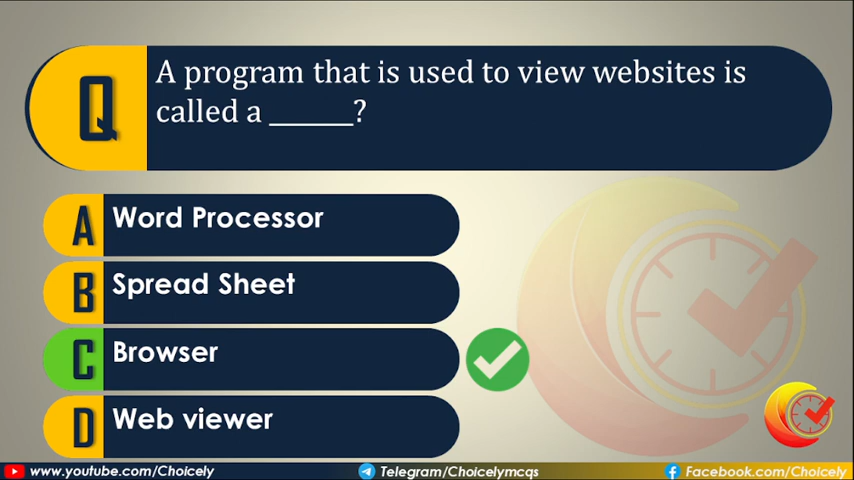 Q
A program that is used to view websites is
called a _______?
A Word Processor
B Spread Sheet
C Browser
D Web viewer
www.youtube.com/Choicely Telegram/Choicelymcqs Facebook.com/Choicely